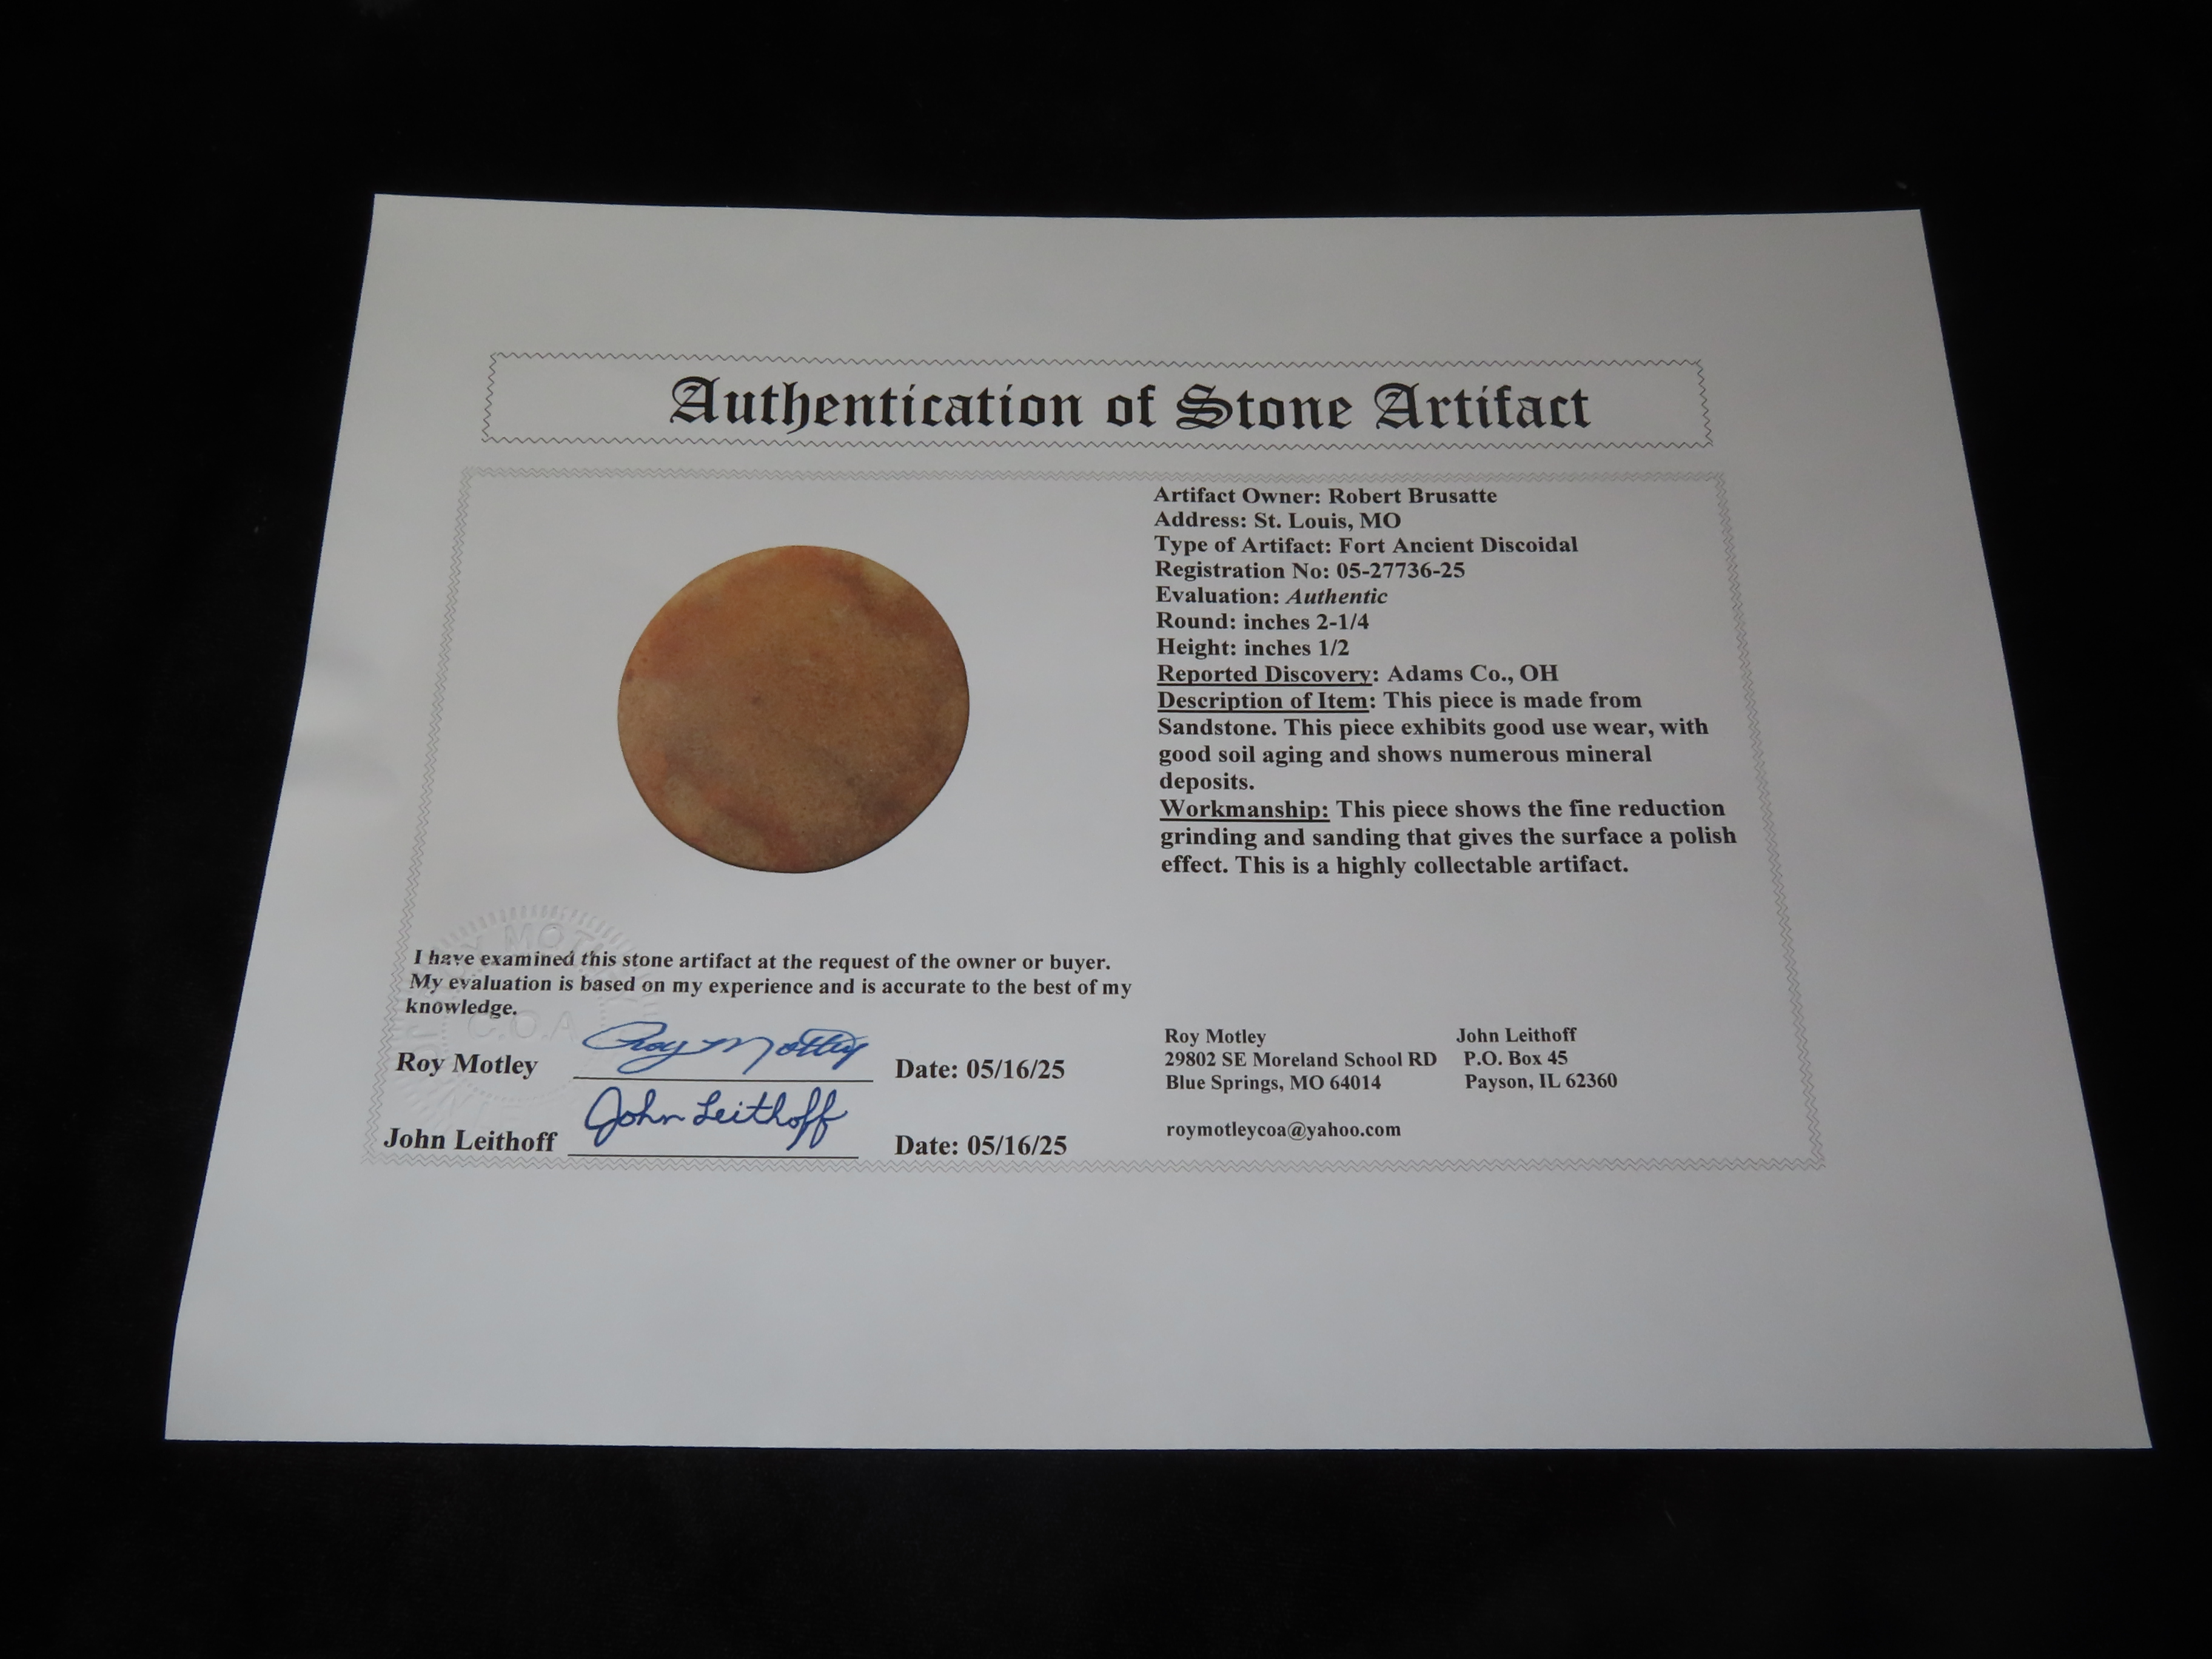 Authentication of Stone Artifact
Artifact Owner: Robert Brusatte
Address: St. Louis, MO
Type of Artifact: Fort Ancient Discoidal
Registration No: 05-27736-25
Evaluation: Authentic
Round: inches 2-1/4
Height: inches 1/2
Reported Discovery: Adams Co., OH
Description of Item: This piece is made from
Sandstone. This piece exhibits good use wear, with
good soil aging and shows numerous mineral
deposits.
Workmanship: This piece shows the fine reduction
grinding and sanding that gives the surface a polish
effect. This is a highly collectable artifact.
I have examined this stone artifact at the request of the owner or buyer.
My evaluation is based on my experience and is accurate to the best of my
knowledge.
C.O.A
Roy Motley Roy Motley Date: 05/16/25
John Leithoff John Leithoff Date: 05/16/25
Roy Motley
29802 SE Moreland School RD
Blue Springs, MO 64014
roymotleycoa@yahoo.com
John Leithoff
P.O. Box 45
Payson, IL 62360